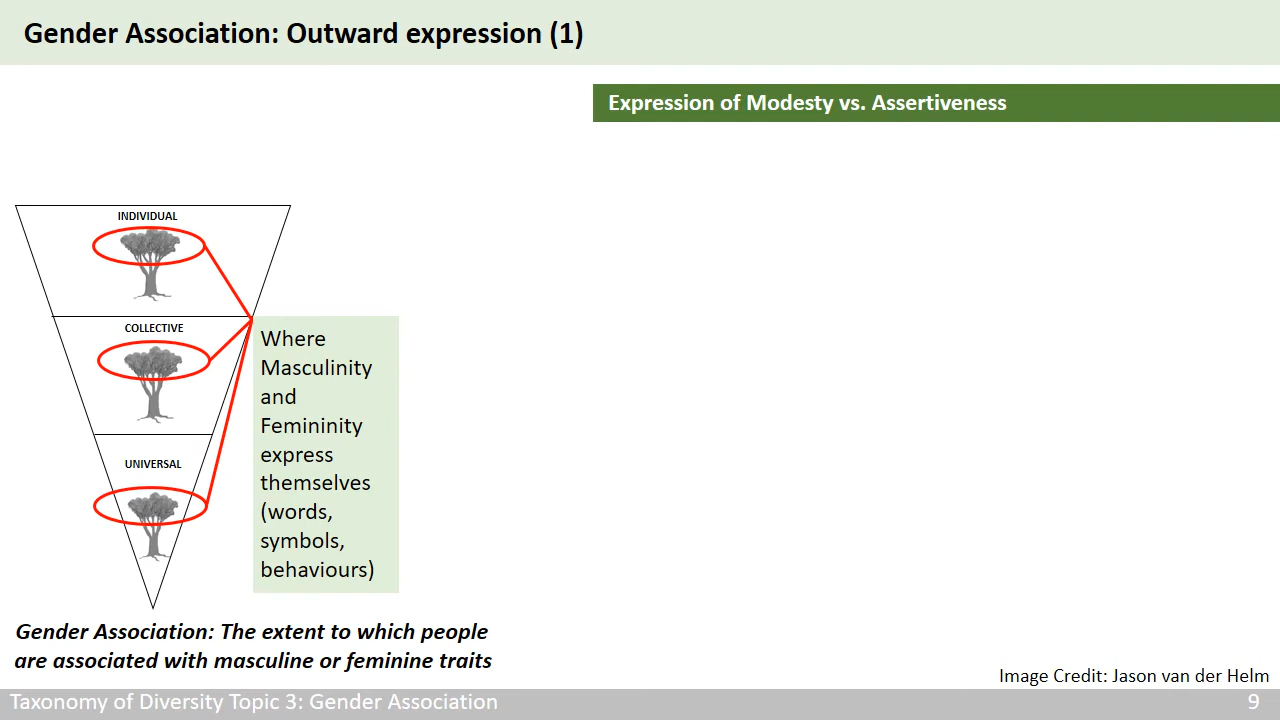 Gender Association: Outward expression (1)
Expression of Modesty vs. Assertiveness
INDIVIDUAL
COLLECTIVE
UNIVERSAL
Where
Masculinity
and
Femininity
express
themselves
(words,
symbols,
behaviours)
Gender Association: The extent to which people
are associated with masculine or feminine traits
Image Credit: Jason van der Helm
Taxonomy of Diversity Topic 3: Gender Association
9